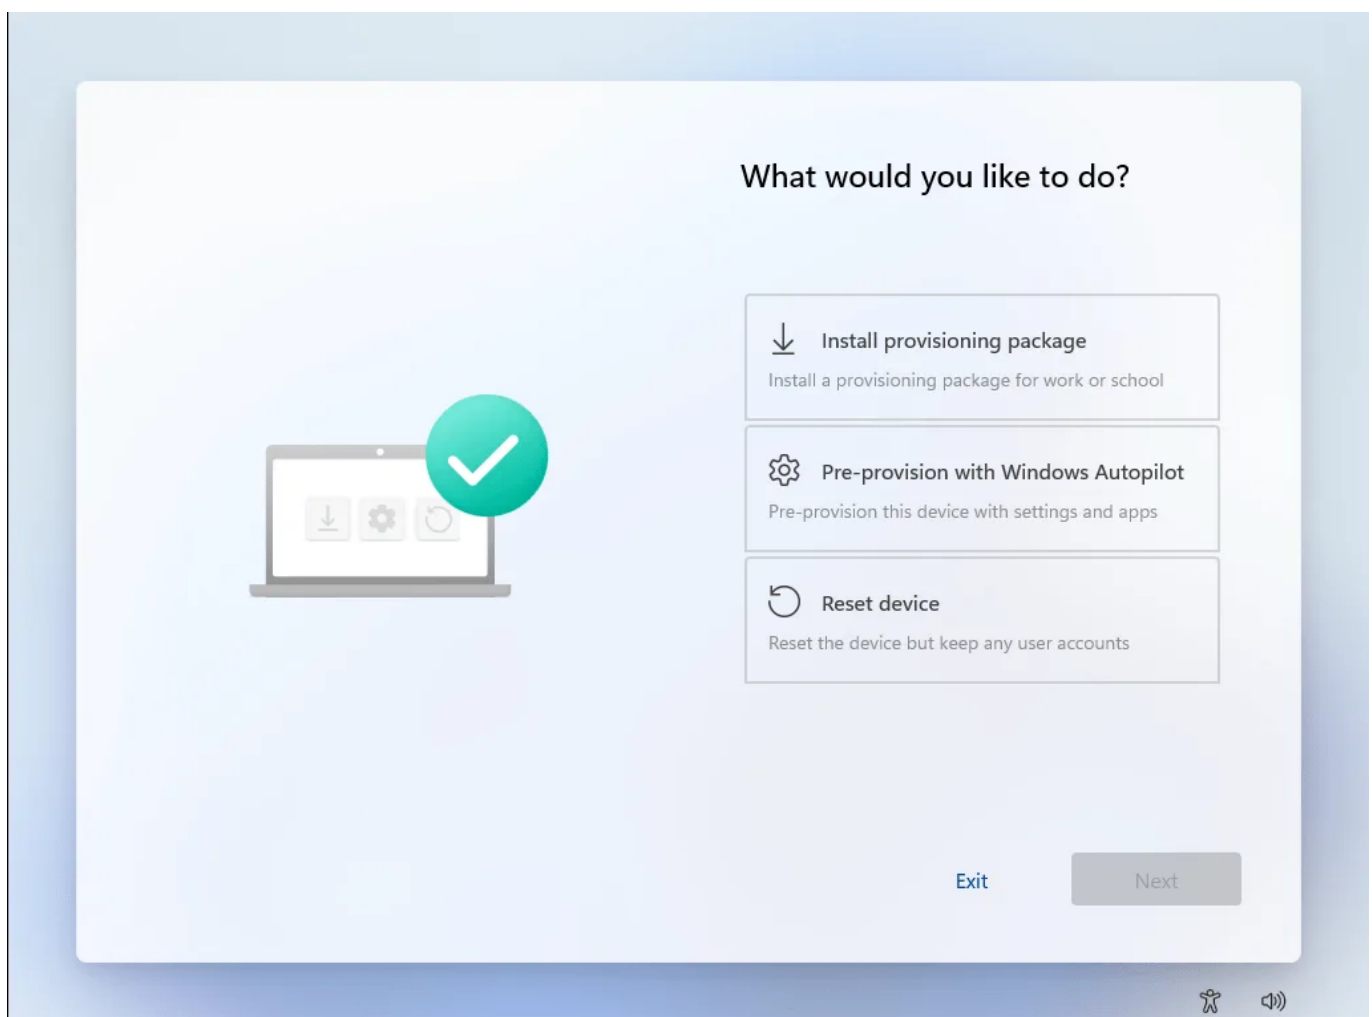 What would you like to do?
Install provisioning package
Install a provisioning package for work or school
Pre-provision with Windows Autopilot
Pre-provision this device with settings and apps
Reset device
Reset the device but keep any user accounts
Exit
Next